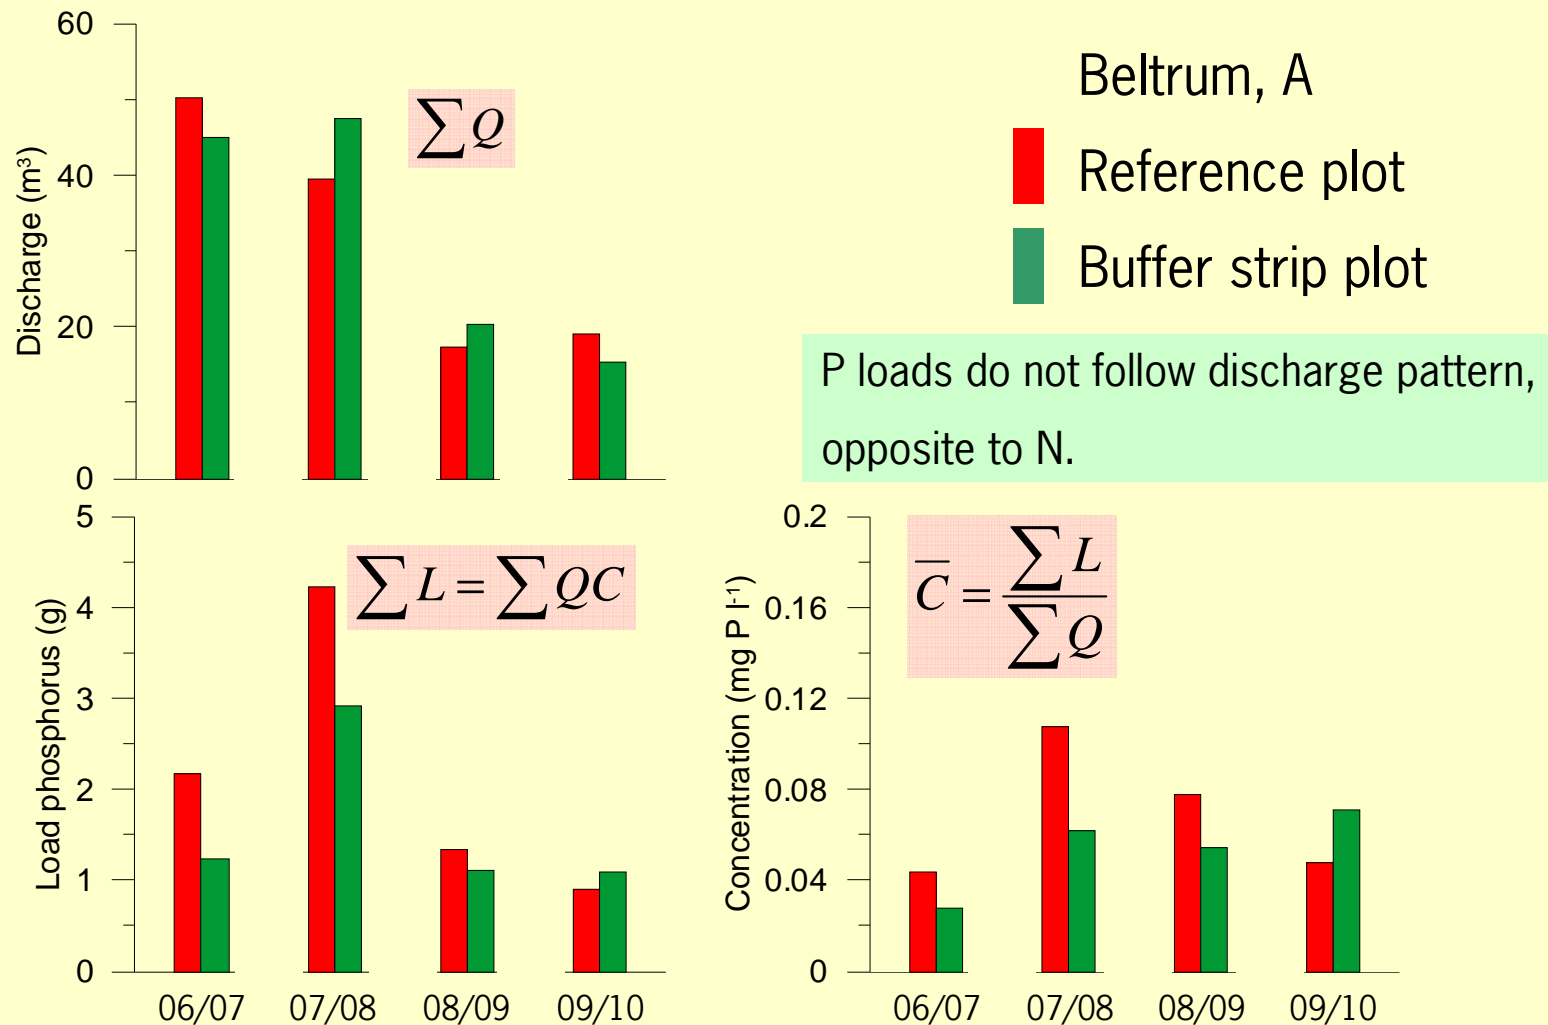 60
40
20
0
Discharge (m³)
∑Q
Beltrum, A
Reference plot
Buffer strip plot
P loads do not follow discharge pattern,
opposite to N.
5
4
3
2
1
0
Load phosphorus (g)
∑L = ∑QC
06/07 07/08 08/09 09/10
0.2
0.16
0.12
0.08
0.04
0
Concentration (mg P l⁻¹)
C̅ = ∑L / ∑Q
06/07 07/08 08/09 09/10